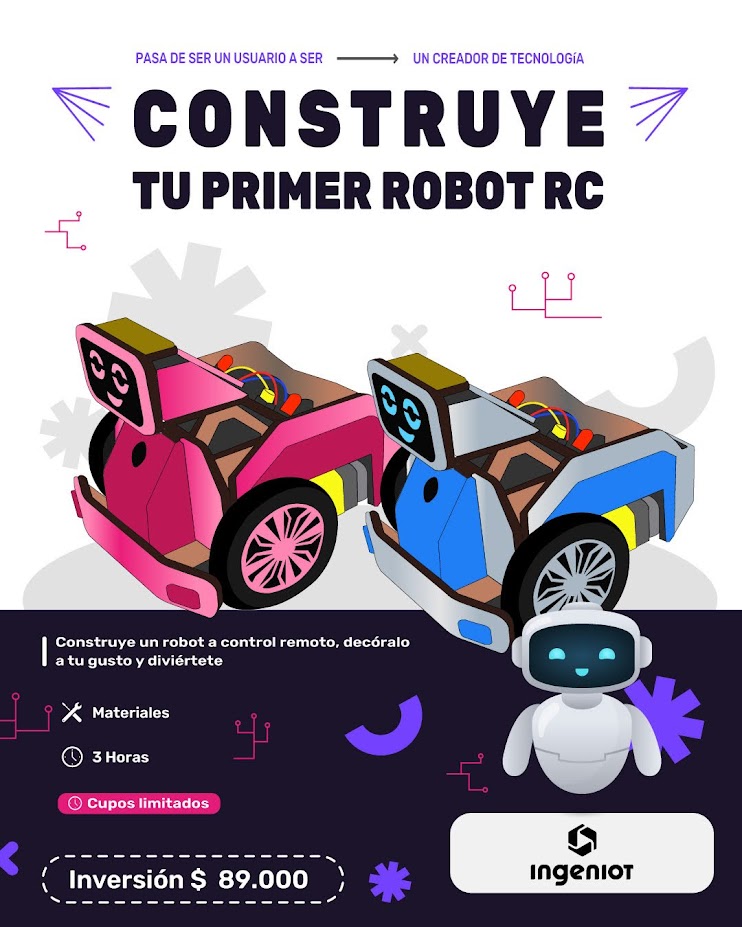 PASA DE SER UN USUARIO A SER → UN CREADOR DE TECNOLOGÍA
CONSTRUYE
TU PRIMER ROBOT RC
Construye un robot a control remoto, decóralo
a tu gusto y diviértete
Materiales
3 Horas
Cupos limitados
Inversión $ 89.000
IngenIOT